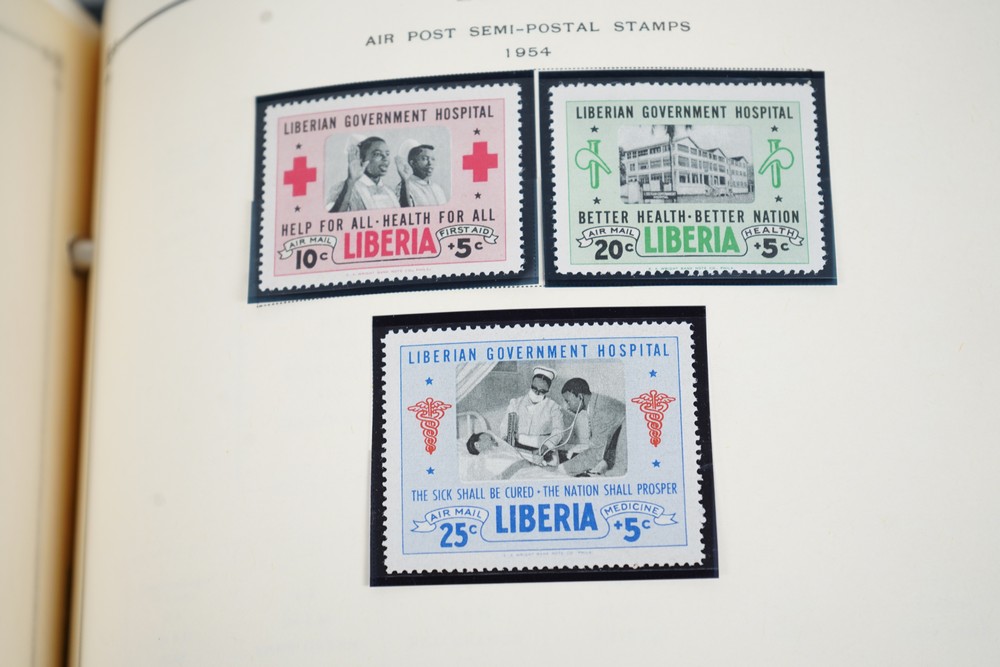 AIR POST SEMI-POSTAL STAMPS
1954
LIBERIAN GOVERNMENT HOSPITAL
HELP FOR ALL · HEALTH FOR ALL
AIR MAIL
FIRST AID
10c LIBERIA +5c
LIBERIAN GOVERNMENT HOSPITAL
BETTER HEALTH · BETTER NATION
AIR MAIL
HEALTH
20c LIBERIA +5c
LIBERIAN GOVERNMENT HOSPITAL
THE SICK SHALL BE CURED · THE NATION SHALL PROSPER
AIR MAIL
MEDICINE
25c LIBERIA +5c